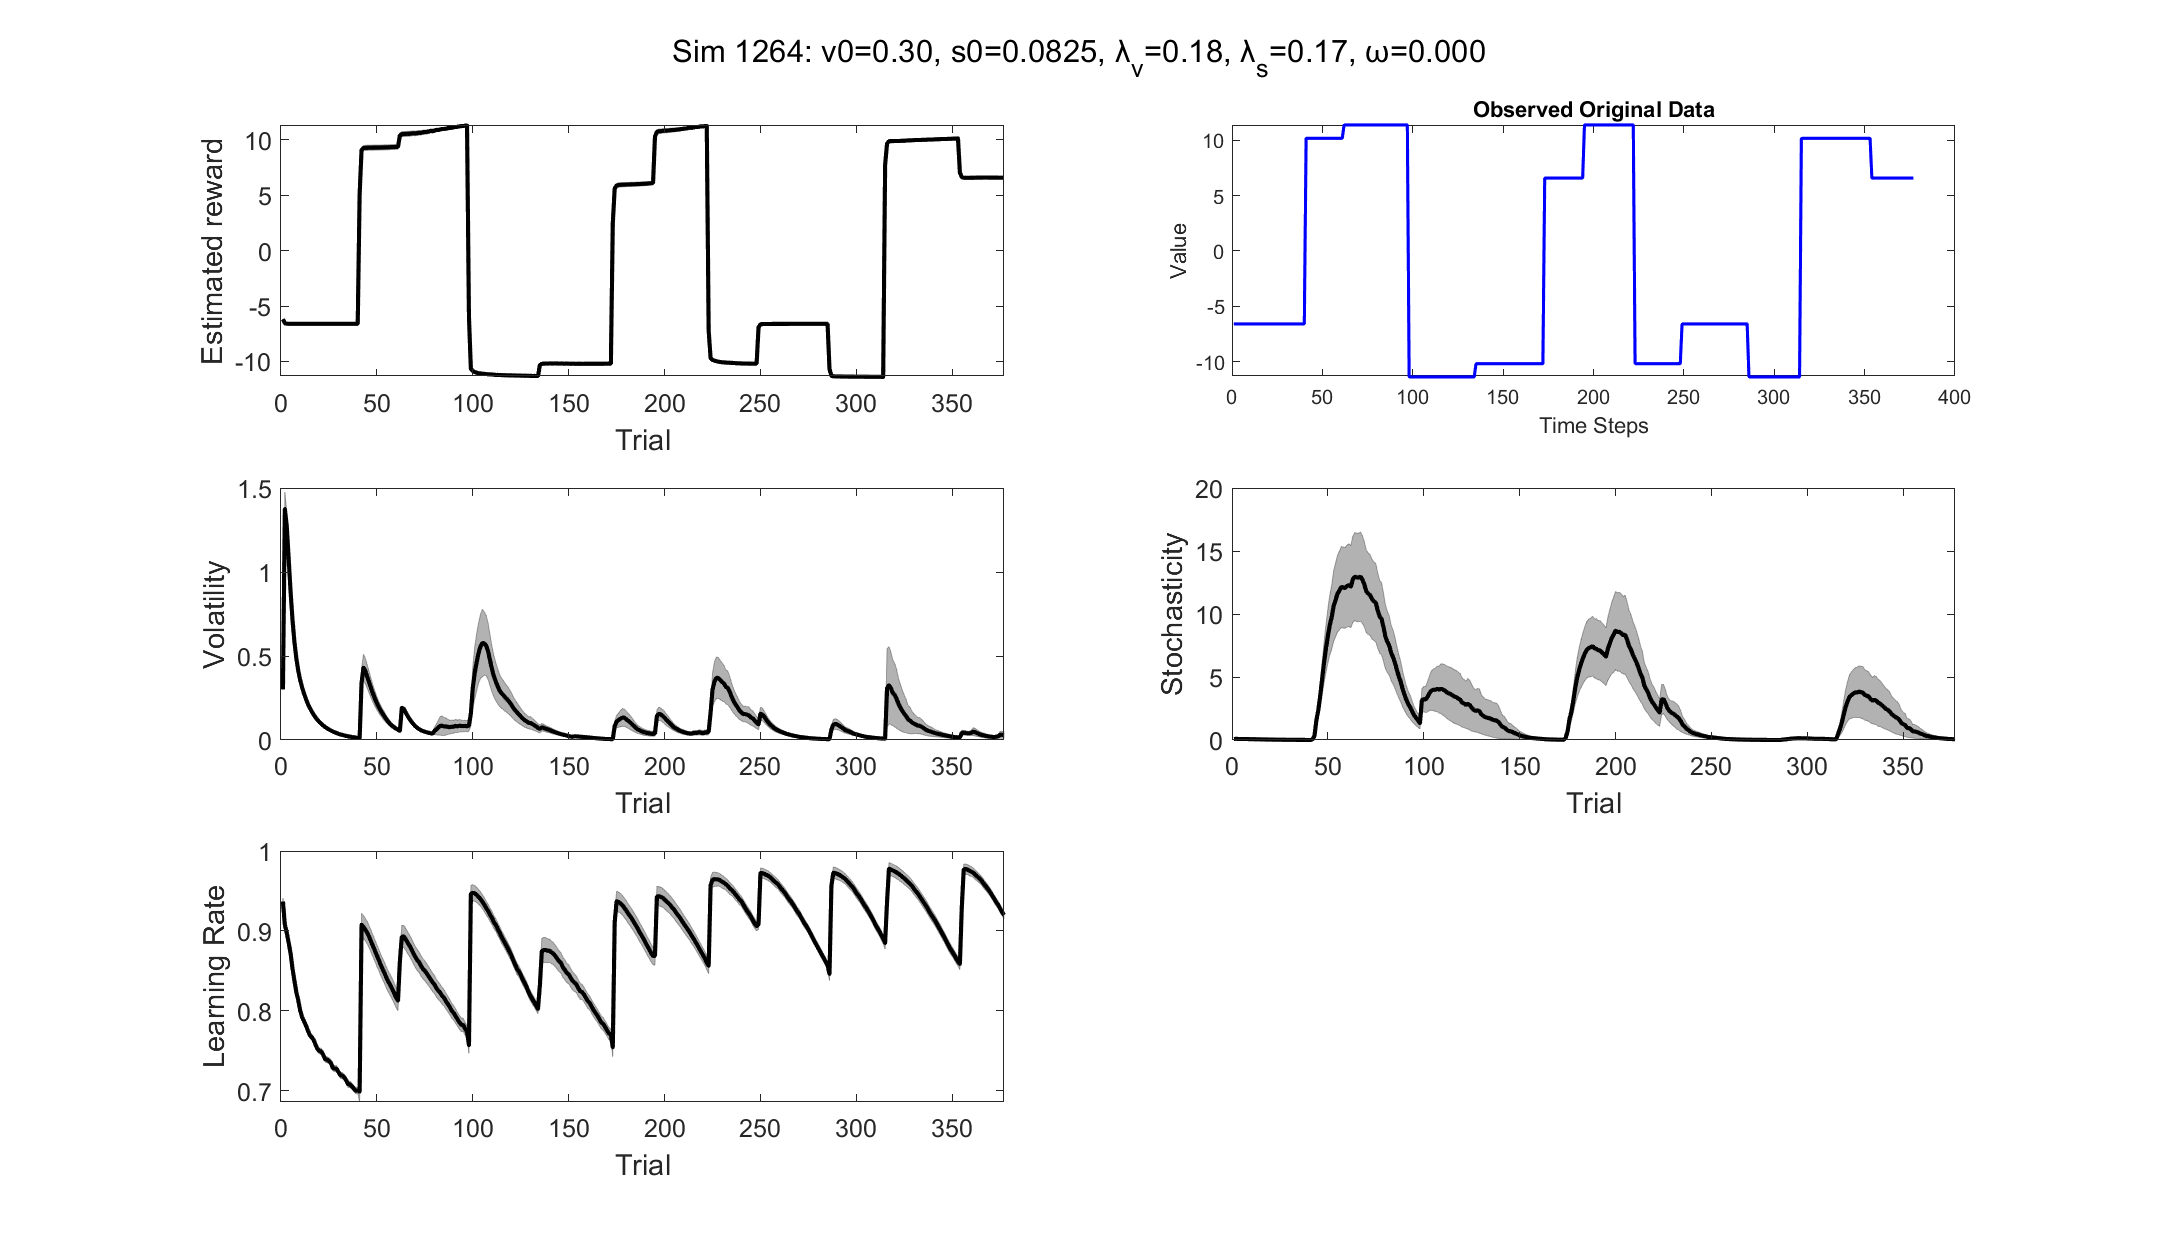 Sim 1264: v0=0.30, s0=0.0825, λ_v=0.18, λ_s=0.17, ω=0.000
Estimated reward
10
5
0
-5
-10
0 50 100 150 200 250 300 350
Trial
Observed Original Data
Value
10
5
0
-5
-10
0 50 100 150 200 250 300 350 400
Time Steps
Volatility
1.5
1
0.5
0
0 50 100 150 200 250 300 350
Trial
Stochasticity
20
15
10
5
0
0 50 100 150 200 250 300 350
Trial
Learning Rate
1
0.9
0.8
0.7
0 50 100 150 200 250 300 350
Trial